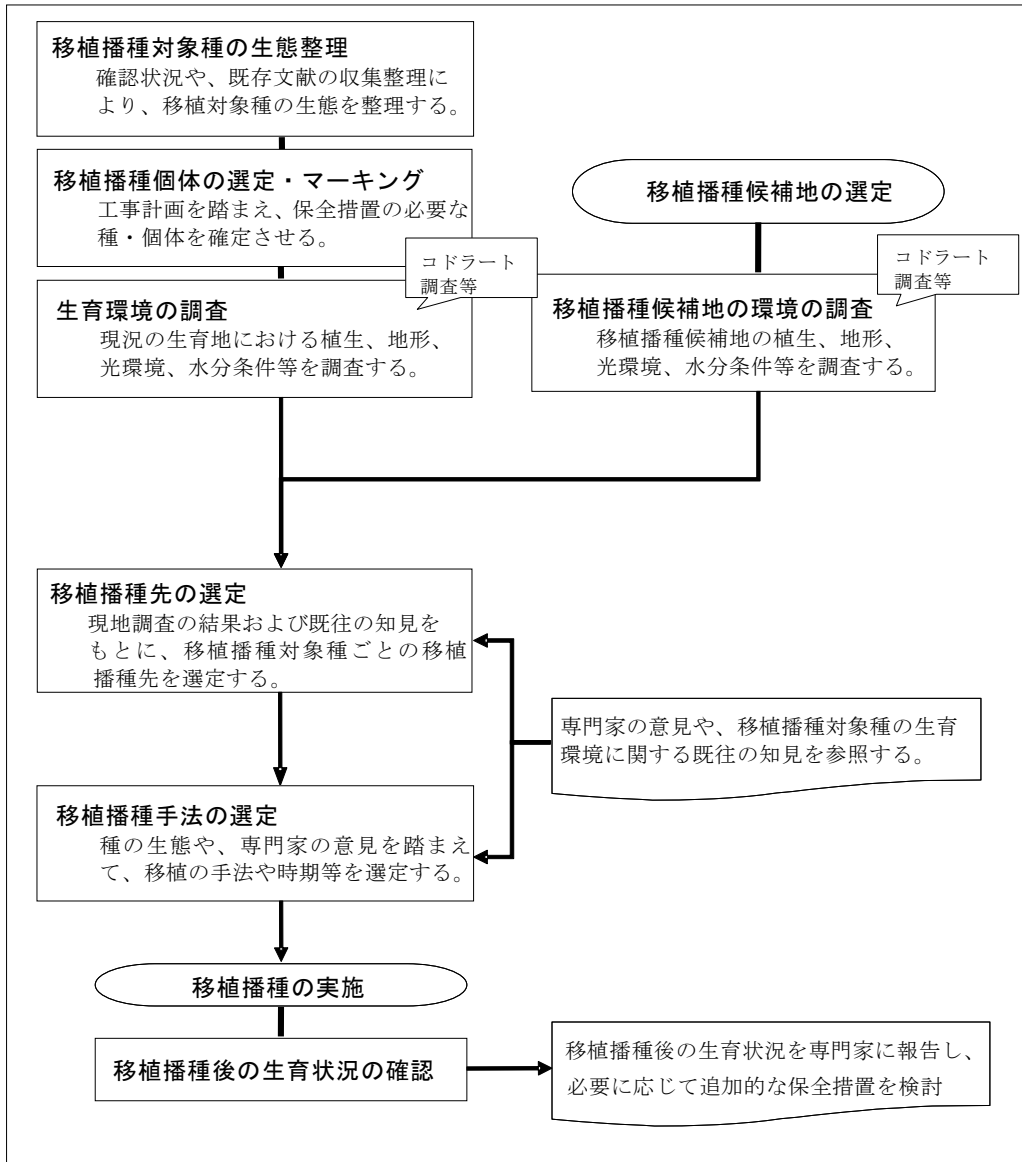 移植播種対象種の生態整理
確認状況や、既存文献の収集整理に
より、移植対象種の生態を整理する。
移植播種個体の選定・マーキング
工事計画を踏まえ、保全措置の必要な
種・個体を確定させる。
コドラート
調査等
生育環境の調査
現況の生育地における植生、地形、
光環境、水分条件等を調査する。
移植播種候補地の選定
コドラート
調査等
移植播種候補地の環境の調査
移植播種候補地の植生、地形、
光環境、水分条件等を調査する。
移植播種先の選定
現地調査の結果および既往の知見を
もとに、移植播種対象種ごとの移植
播種先を選定する。
専門家の意見や、移植播種対象種の生育
環境に関する既往の知見を参照する。
移植播種手法の選定
種の生態や、専門家の意見を踏まえ
て、移植の手法や時期等を選定する。
移植播種の実施
移植播種後の生育状況の確認
移植播種後の生育状況を専門家に報告し、
必要に応じて追加的な保全措置を検討